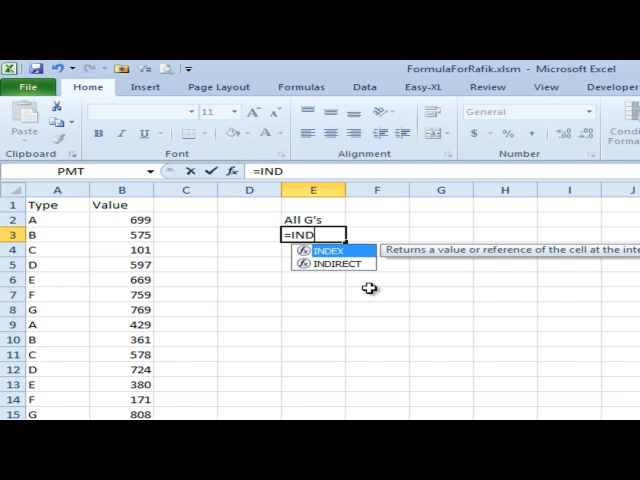 FormulaForRafik.xlsm - Microsoft Excel
File Home Insert Page Layout Formulas Data Easy-XL Review View Developer
Paste 11 A A General
B I U A $ % ,
Clipboard Font Alignment Number
PMT =IND
A B C D E F G H I J
1 Type Value
2 A 699 All G's
3 B 575 =IND
4 C 101 INDEX Returns a value or reference of the cell at the inte
5 D 597 INDIRECT
6 E 669
7 F 759
8 G 769
9 A 429
10 B 361
11 C 578
12 D 724
13 E 380
14 F 171
15 G 808